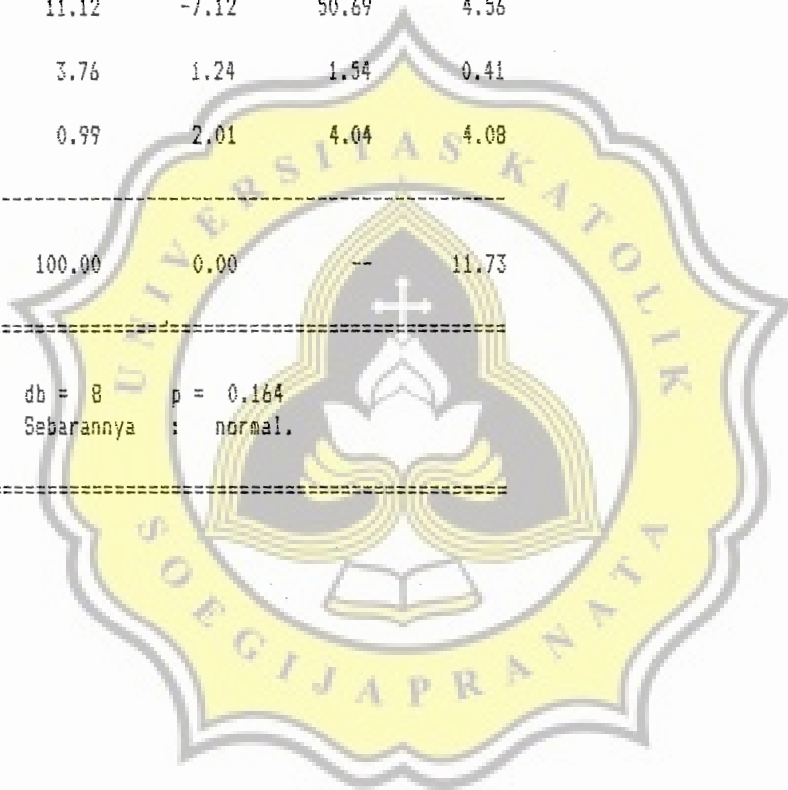 11.12 -7.12 50.69 4.56
3.76 1.24 1.54 0.41
0.99 2.01 4.04 4.08
--------------------------------
100.00 0.00 -- 11.73
================================
db = 8 p = 0.164
Sebarannya : normal.
================================
UNIVERSITAS KATOLIK
SOEGIJAPRANATA